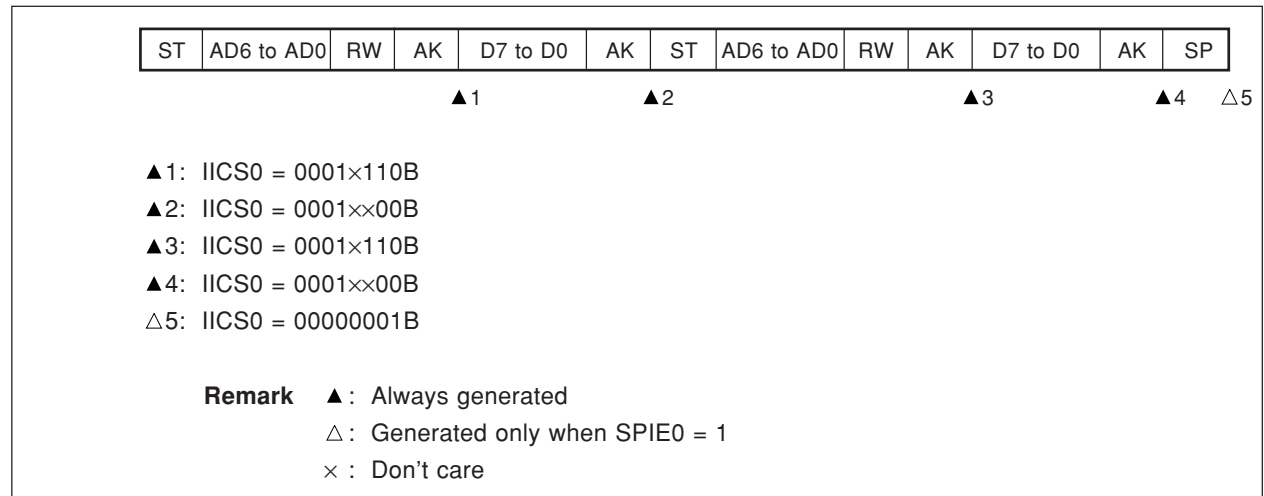 ST AD6 to AD0 RW AK D7 to D0 AK ST AD6 to AD0 RW AK D7 to D0 AK SP
▲1 ▲2 ▲3 ▲4 △5
▲1: IICS0 = 0001×110B
▲2: IICS0 = 0001××00B
▲3: IICS0 = 0001×110B
▲4: IICS0 = 0001××00B
△5: IICS0 = 00000001B
Remark ▲: Always generated
△: Generated only when SPIE0 = 1
×: Don't care